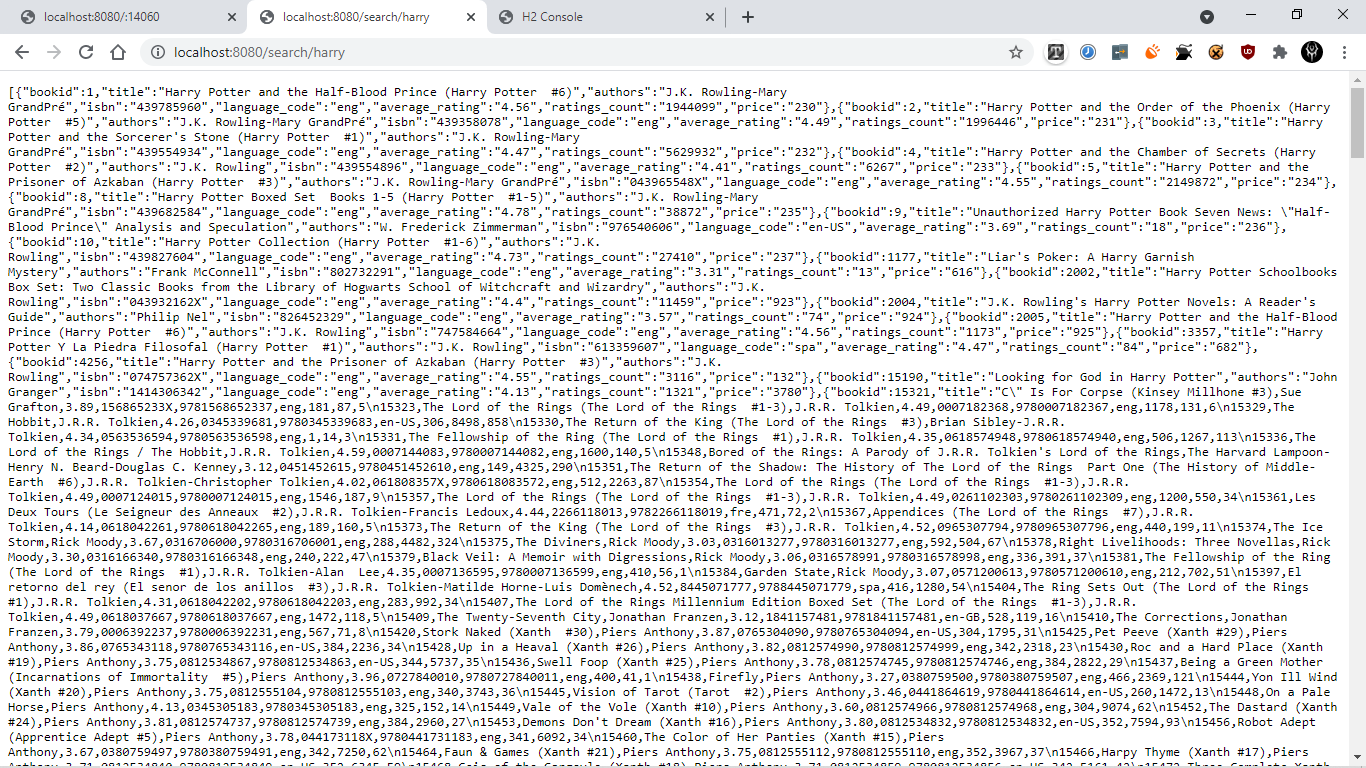 localhost:8080/:14060
localhost:8080/search/harry
H2 Console
localhost:8080/search/harry
[{"bookid":1,"title":"Harry Potter and the Half-Blood Prince (Harry Potter  #6)","authors":"J.K. Rowling-Mary
GrandPré","isbn":"439785960","language_code":"eng","average_rating":"4.56","ratings_count":"1944099","price":"230"},{"bookid":2,"title":"Harry Potter and the Order of the Phoenix (Harry
Potter  #5)","authors":"J.K. Rowling-Mary GrandPré","isbn":"439358078","language_code":"eng","average_rating":"4.49","ratings_count":"1996446","price":"231"},{"bookid":3,"title":"Harry
Potter and the Sorcerer's Stone (Harry Potter  #1)","authors":"J.K. Rowling-Mary
GrandPré","isbn":"439554934","language_code":"eng","average_rating":"4.47","ratings_count":"5629932","price":"232"},{"bookid":4,"title":"Harry Potter and the Chamber of Secrets (Harry
Potter  #2)","authors":"J.K. Rowling","isbn":"439554896","language_code":"eng","average_rating":"4.41","ratings_count":"6267","price":"233"},{"bookid":5,"title":"Harry Potter and the
Prisoner of Azkaban (Harry Potter  #3)","authors":"J.K. Rowling-Mary GrandPré","isbn":"043965548X","language_code":"eng","average_rating":"4.55","ratings_count":"2149872","price":"234"},
{"bookid":8,"title":"Harry Potter Boxed Set  Books 1-5 (Harry Potter  #1-5)","authors":"J.K. Rowling-Mary
GrandPré","isbn":"439682584","language_code":"eng","average_rating":"4.78","ratings_count":"38872","price":"235"},{"bookid":9,"title":"Unauthorized Harry Potter Book Seven News: \"Half-
Blood Prince\" Analysis and Speculation","authors":"W. Frederick Zimmerman","isbn":"976540606","language_code":"en-US","average_rating":"3.69","ratings_count":"18","price":"236"},
{"bookid":10,"title":"Harry Potter Collection (Harry Potter  #1-6)","authors":"J.K.
Rowling","isbn":"439827604","language_code":"eng","average_rating":"4.73","ratings_count":"27410","price":"237"},{"bookid":1177,"title":"Liar's Poker: A Harry Garnish
Mystery","authors":"Frank McConnell","isbn":"802732291","language_code":"eng","average_rating":"3.31","ratings_count":"13","price":"616"},{"bookid":2002,"title":"Harry Potter Schoolbooks
Box Set: Two Classic Books from the Library of Hogwarts School of Witchcraft and Wizardry","authors":"J.K.
Rowling","isbn":"043932162X","language_code":"eng","average_rating":"4.4","ratings_count":"11459","price":"923"},{"bookid":2004,"title":"J.K. Rowling's Harry Potter Novels: A Reader's
Guide","authors":"Philip Nel","isbn":"826452329","language_code":"eng","average_rating":"3.57","ratings_count":"74","price":"924"},{"bookid":2005,"title":"Harry Potter and the Half-Blood
Prince (Harry Potter  #6)","authors":"J.K. Rowling","isbn":"747584664","language_code":"eng","average_rating":"4.56","ratings_count":"1173","price":"925"},{"bookid":3357,"title":"Harry
Potter Y La Piedra Filosofal (Harry Potter  #1)","authors":"J.K. Rowling","isbn":"613359607","language_code":"spa","average_rating":"4.47","ratings_count":"84","price":"682"},
{"bookid":4256,"title":"Harry Potter and the Prisoner of Azkaban (Harry Potter  #3)","authors":"J.K.
Rowling","isbn":"074757362X","language_code":"eng","average_rating":"4.55","ratings_count":"3116","price":"132"},{"bookid":15190,"title":"Looking for God in Harry Potter","authors":"John
Granger","isbn":"1414306342","language_code":"eng","average_rating":"4.13","ratings_count":"1321","price":"3780"},{"bookid":15321,"title":"C\" Is For Corpse (Kinsey Millhone #3),Sue
Grafton,3.89,156865233X,9781568652337,eng,181,87,5\n15323,The Lord of the Rings (The Lord of the Rings  #1-3),J.R.R. Tolkien,4.49,0007182368,9780007182367,eng,1178,131,6\n15329,The
Hobbit,J.R.R. Tolkien,4.26,0345339681,9780345339683,en-US,306,8498,858\n15330,The Return of the King (The Lord of the Rings  #3),Brian Sibley-J.R.R.
Tolkien,4.34,0563536594,9780563536598,eng,1,14,3\n15331,The Fellowship of the Ring (The Lord of the Rings  #1),J.R.R. Tolkien,4.35,0618574948,9780618574940,eng,506,1267,113\n15336,The
Lord of the Rings / The Hobbit,J.R.R. Tolkien,4.59,0007144083,9780007144082,eng,1600,140,5\n15348,Bored of the Rings: A Parody of J.R.R. Tolkien's Lord of the Rings,The Harvard Lampoon-
Henry N. Beard-Douglas C. Kenney,3.12,0451452615,9780451452610,eng,149,4325,290\n15351,The Return of the Shadow: The History of The Lord of the Rings  Part One (The History of Middle-
Earth  #6),J.R.R. Tolkien-Christopher Tolkien,4.02,061808357X,9780618083572,eng,512,2263,87\n15354,The Lord of the Rings (The Lord of the Rings  #1-3),J.R.R.
Tolkien,4.49,0007124015,9780007124015,eng,1546,187,9\n15357,The Lord of the Rings (The Lord of the Rings  #1-3),J.R.R. Tolkien,4.49,0261102303,9780261102309,eng,1200,550,34\n15361,Les
Deux Tours (Le Seigneur des Anneaux  #2),J.R.R. Tolkien-Francis Ledoux,4.44,2266118013,9782266118019,fre,471,72,2\n15367,Appendices (The Lord of the Rings  #7),J.R.R.
Tolkien,4.14,0618042261,9780618042265,eng,189,160,5\n15373,The Return of the King (The Lord of the Rings  #3),J.R.R. Tolkien,4.52,0965307794,9780965307796,eng,440,199,11\n15374,The Ice
Storm,Rick Moody,3.67,0316706000,9780316706001,eng,288,4482,324\n15375,The Diviners,Rick Moody,3.03,0316013277,9780316013277,eng,592,504,67\n15378,Right Livelihoods: Three Novellas,Rick
Moody,3.30,0316166340,9780316166348,eng,240,222,47\n15379,Black Veil: A Memoir with Digressions,Rick Moody,3.06,0316578991,9780316578998,eng,336,391,37\n15381,The Fellowship of the Ring
(The Lord of the Rings  #1),J.R.R. Tolkien-Alan  Lee,4.35,0007136595,9780007136599,eng,410,56,1\n15384,Garden State,Rick Moody,3.07,0571200613,9780571200610,eng,212,702,51\n15397,El
retorno del rey (El senor de los anillos  #3),J.R.R. Tolkien-Matilde Horne-Luis Domènech,4.52,8445071777,9788445071779,spa,416,1280,54\n15404,The Ring Sets Out (The Lord of the Rings
#1),J.R.R. Tolkien,4.31,0618042202,9780618042203,eng,283,992,34\n15407,The Lord of the Rings Millennium Edition Boxed Set (The Lord of the Rings  #1-3),J.R.R.
Tolkien,4.49,0618037667,9780618037667,eng,1472,118,5\n15409,The Twenty-Seventh City,Jonathan Franzen,3.12,1841157481,9781841157481,en-GB,528,119,16\n15410,The Corrections,Jonathan
Franzen,3.79,0006392237,9780006392231,eng,567,71,8\n15420,Stork Naked (Xanth  #30),Piers Anthony,3.87,0765304090,9780765304094,en-US,304,1795,31\n15425,Pet Peeve (Xanth #29),Piers
Anthony,3.86,0765343118,9780765343116,en-US,384,2236,34\n15428,Up in a Heaval (Xanth #26),Piers Anthony,3.82,0812574990,9780812574999,eng,342,2318,23\n15430,Roc and a Hard Place (Xanth
#19),Piers Anthony,3.75,0812534867,9780812534863,en-US,344,5737,35\n15436,Swell Foop (Xanth #25),Piers Anthony,3.78,0812574745,9780812574746,eng,384,2822,29\n15437,Being a Green Mother
(Incarnations of Immortality  #5),Piers Anthony,3.96,0727840010,9780727840011,eng,400,41,1\n15438,Firefly,Piers Anthony,3.27,0380759500,9780380759507,eng,466,2369,121\n15444,Yon Ill Wind
(Xanth #20),Piers Anthony,3.75,0812555104,9780812555103,eng,340,3743,36\n15445,Vision of Tarot (Tarot  #2),Piers Anthony,3.46,0441864619,9780441864614,en-US,260,1472,13\n15448,On a Pale
Horse,Piers Anthony,4.13,0345305183,9780345305183,eng,325,152,14\n15449,Vale of the Vole (Xanth #10),Piers Anthony,3.60,0812574966,9780812574968,eng,304,9074,62\n15452,The Dastard (Xanth
#24),Piers Anthony,3.81,0812574737,9780812574739,eng,384,2960,27\n15453,Demons Don't Dream (Xanth #16),Piers Anthony,3.80,0812534832,9780812534832,en-US,352,7594,93\n15456,Robot Adept
(Apprentice Adept #5),Piers Anthony,3.78,044173118X,9780441731183,eng,341,6092,34\n15460,The Color of Her Panties (Xanth #15),Piers
Anthony,3.67,0380759497,9780380759491,eng,342,7250,62\n15464,Faun & Games (Xanth #21),Piers Anthony,3.75,0812555112,9780812555110,eng,352,3967,37\n15466,Harpy Thyme (Xanth #17),Piers